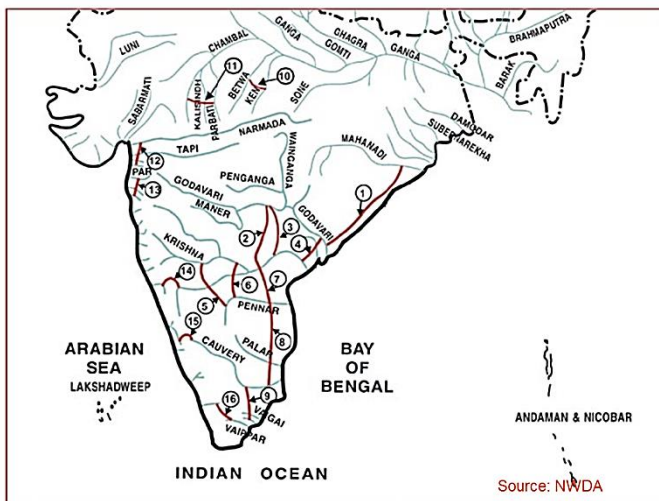 LUNI
CHAMBAL
GANGA
GHAGRA
GOMTI
GANGA
BRAHMAPUTRA
BARAK
11
10
SABARMATI
KALISINDH
PARBATI
BETWA
KEN
SONE
DAMODAR
SUBERNAREKHA
NARMADA
TAPI
WAINGANGA
MAHANADI
12
PAR
13
PENGANGA
GODAVARI
MANER
1
GODAVARI
2
3
4
KRISHNA
14
5
6
7
PENNAR
15
8
CAUVERY
PALAR
ARABIAN
SEA
LAKSHADWEEP
BAY
OF
BENGAL
16
9
VAIGAI
VAIPPAR
ANDAMAN & NICOBAR
INDIAN OCEAN
Source: NWDA